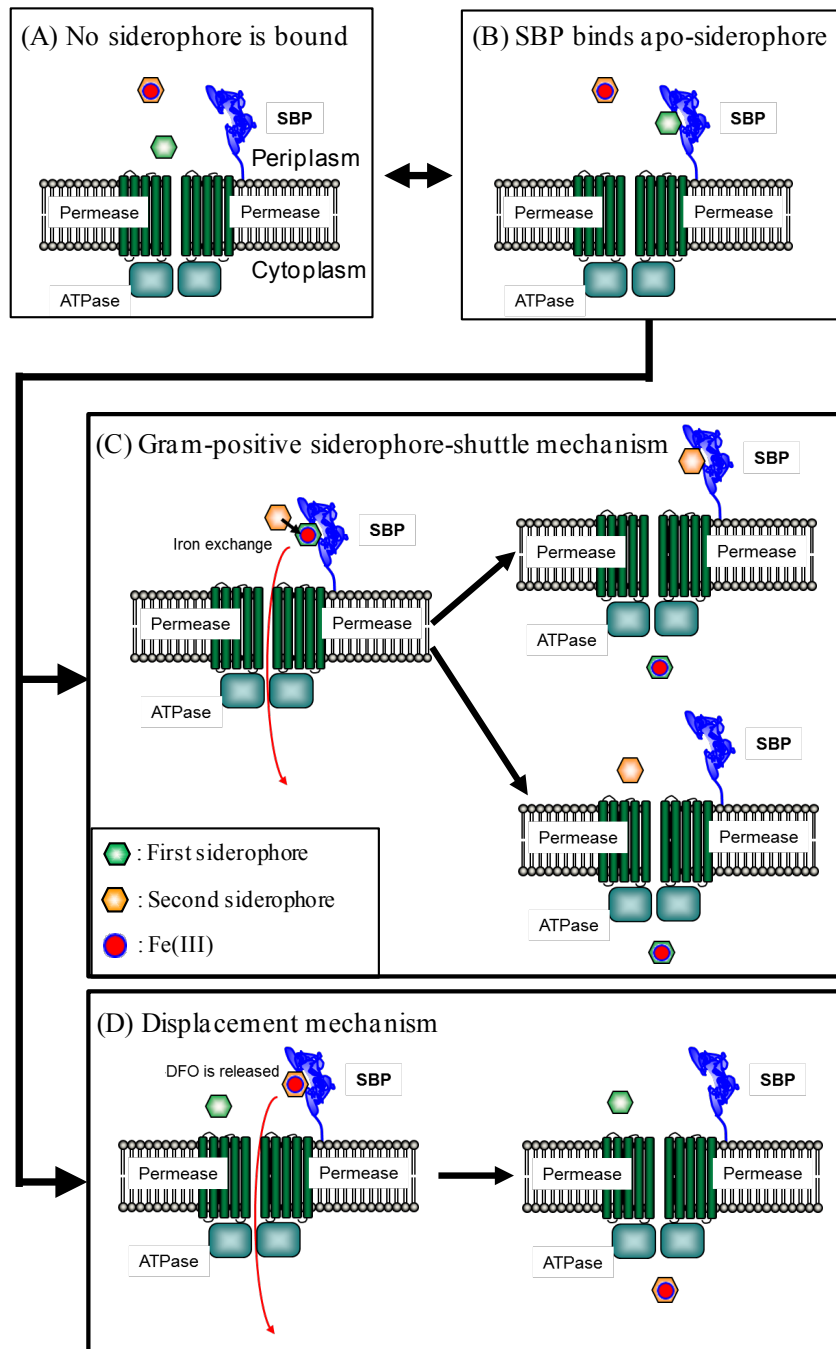 (A) No siderophore is bound
SBP
Periplasm
Permease
Permease
Cytoplasm
ATPase
(B) SBP binds apo-siderophore
SBP
Permease
Permease
ATPase
(C) Gram-positive siderophore-shuttle mechanism
Iron exchange
SBP
Permease
Permease
ATPase
SBP
Permease
Permease
ATPase
SBP
Permease
Permease
ATPase
: First siderophore
: Second siderophore
: Fe(III)
(D) Displacement mechanism
DFO is released
SBP
Permease
Permease
ATPase
SBP
Permease
Permease
ATPase